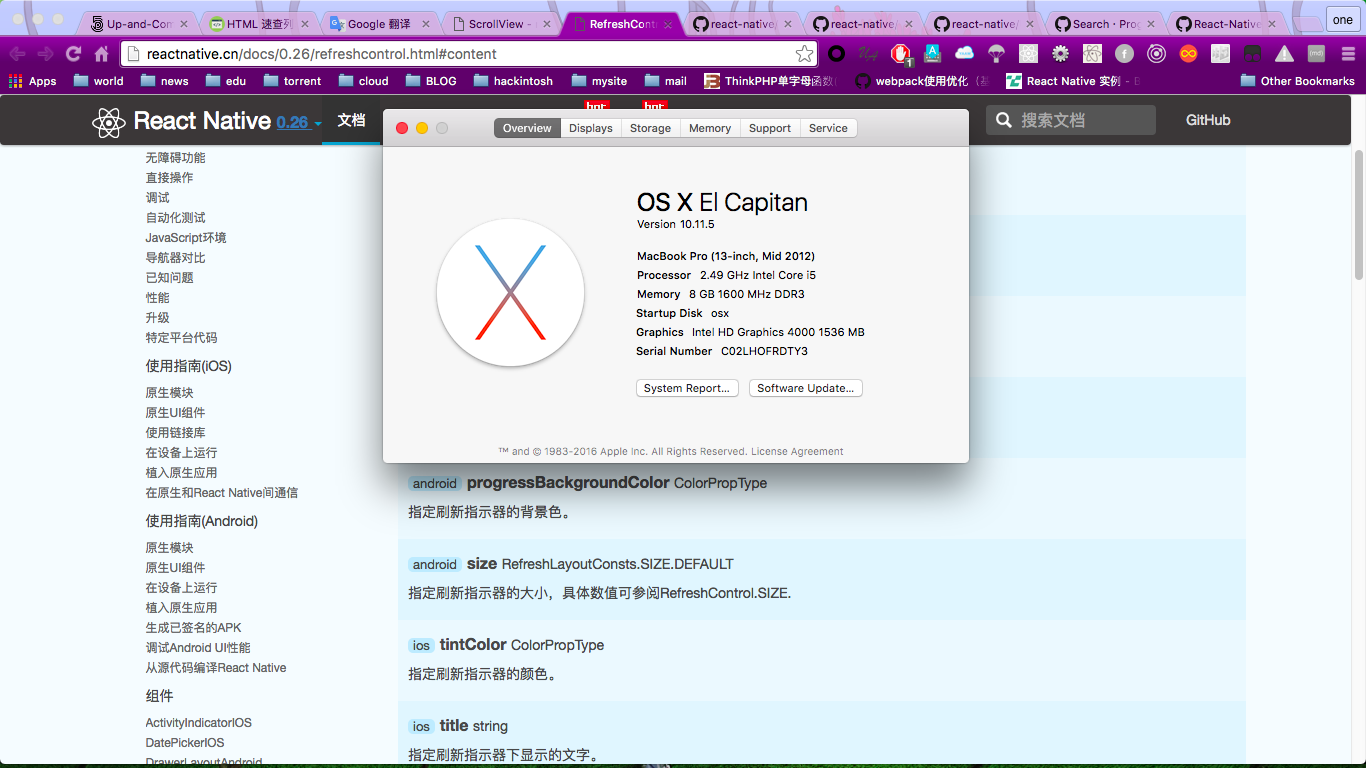 Up-and-Com
HTML 速查列
Google 翻译
ScrollView -
RefreshContr
react-native/
react-native/
react-native/
Search · Pro
React-Native
one
reactnative.cn/docs/0.26/refreshcontrol.html#content
Apps
world
news
edu
torrent
cloud
BLOG
hackintosh
mysite
mail
ThinkPHP单字母函数
webpack使用优化
React Native 实例
Other Bookmarks
React Native 0.26
文档
搜索文档
GitHub
无障碍功能
直接操作
调试
自动化测试
JavaScript环境
导航器对比
已知问题
性能
升级
特定平台代码
使用指南(iOS)
原生模块
原生UI组件
使用链接库
在设备上运行
植入原生应用
在原生和React Native间通信
使用指南(Android)
原生模块
原生UI组件
在设备上运行
植入原生应用
生成已签名的APK
调试Android UI性能
从源代码编译React Native
组件
ActivityIndicatorIOS
DatePickerIOS
DrawerLayoutAndroid
Overview
Displays
Storage
Memory
Support
Service
OS X El Capitan
Version 10.11.5
MacBook Pro (13-inch, Mid 2012)
Processor 2.49 GHz Intel Core i5
Memory 8 GB 1600 MHz DDR3
Startup Disk osx
Graphics Intel HD Graphics 4000 1536 MB
Serial Number C02LHOFRDTY3
System Report...
Software Update...
™ and © 1983-2016 Apple Inc. All Rights Reserved. License Agreement
android progressBackgroundColor ColorPropType
指定刷新指示器的背景色。
android size RefreshLayoutConsts.SIZE.DEFAULT
指定刷新指示器的大小，具体数值可参阅RefreshControl.SIZE.
ios tintColor ColorPropType
指定刷新指示器的颜色。
ios title string
指定刷新指示器下显示的文字。